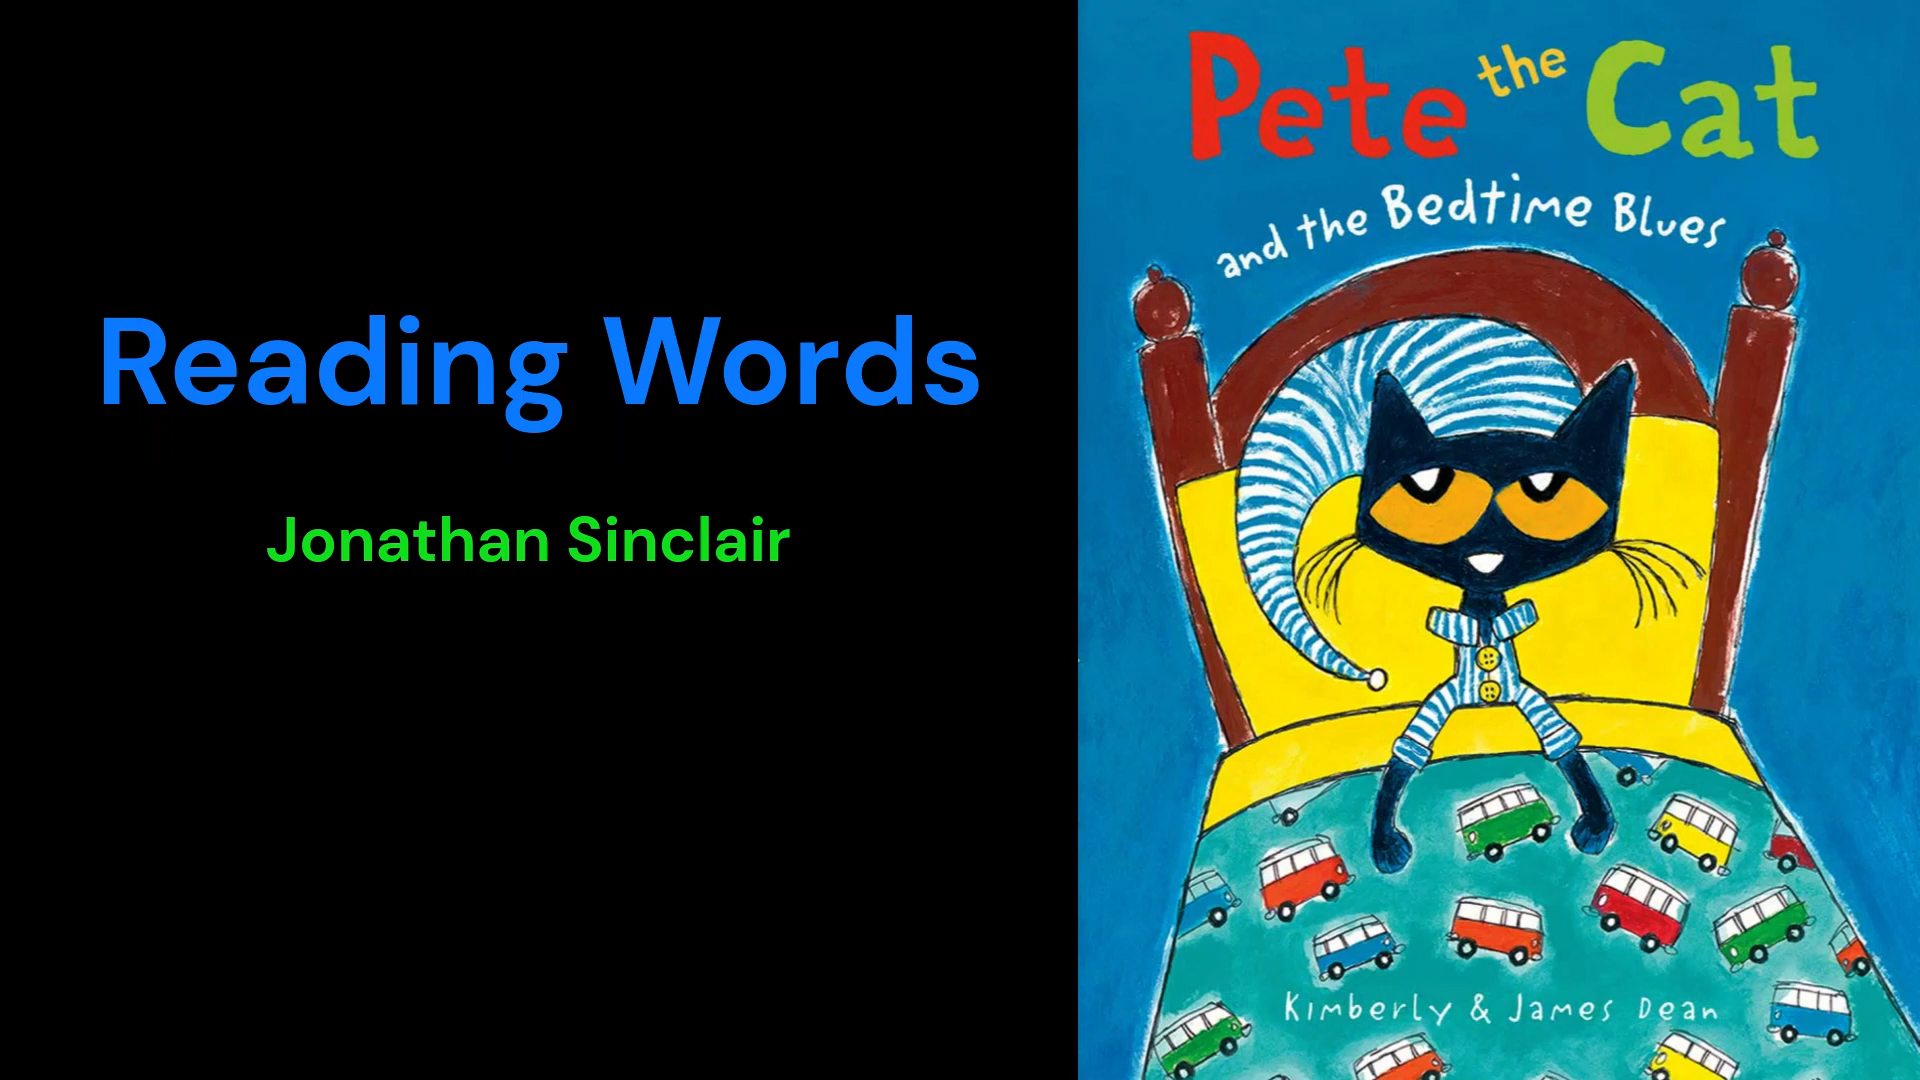 Reading Words
Jonathan Sinclair
Pete the Cat
and the Bedtime Blues
Kimberly & James Dean